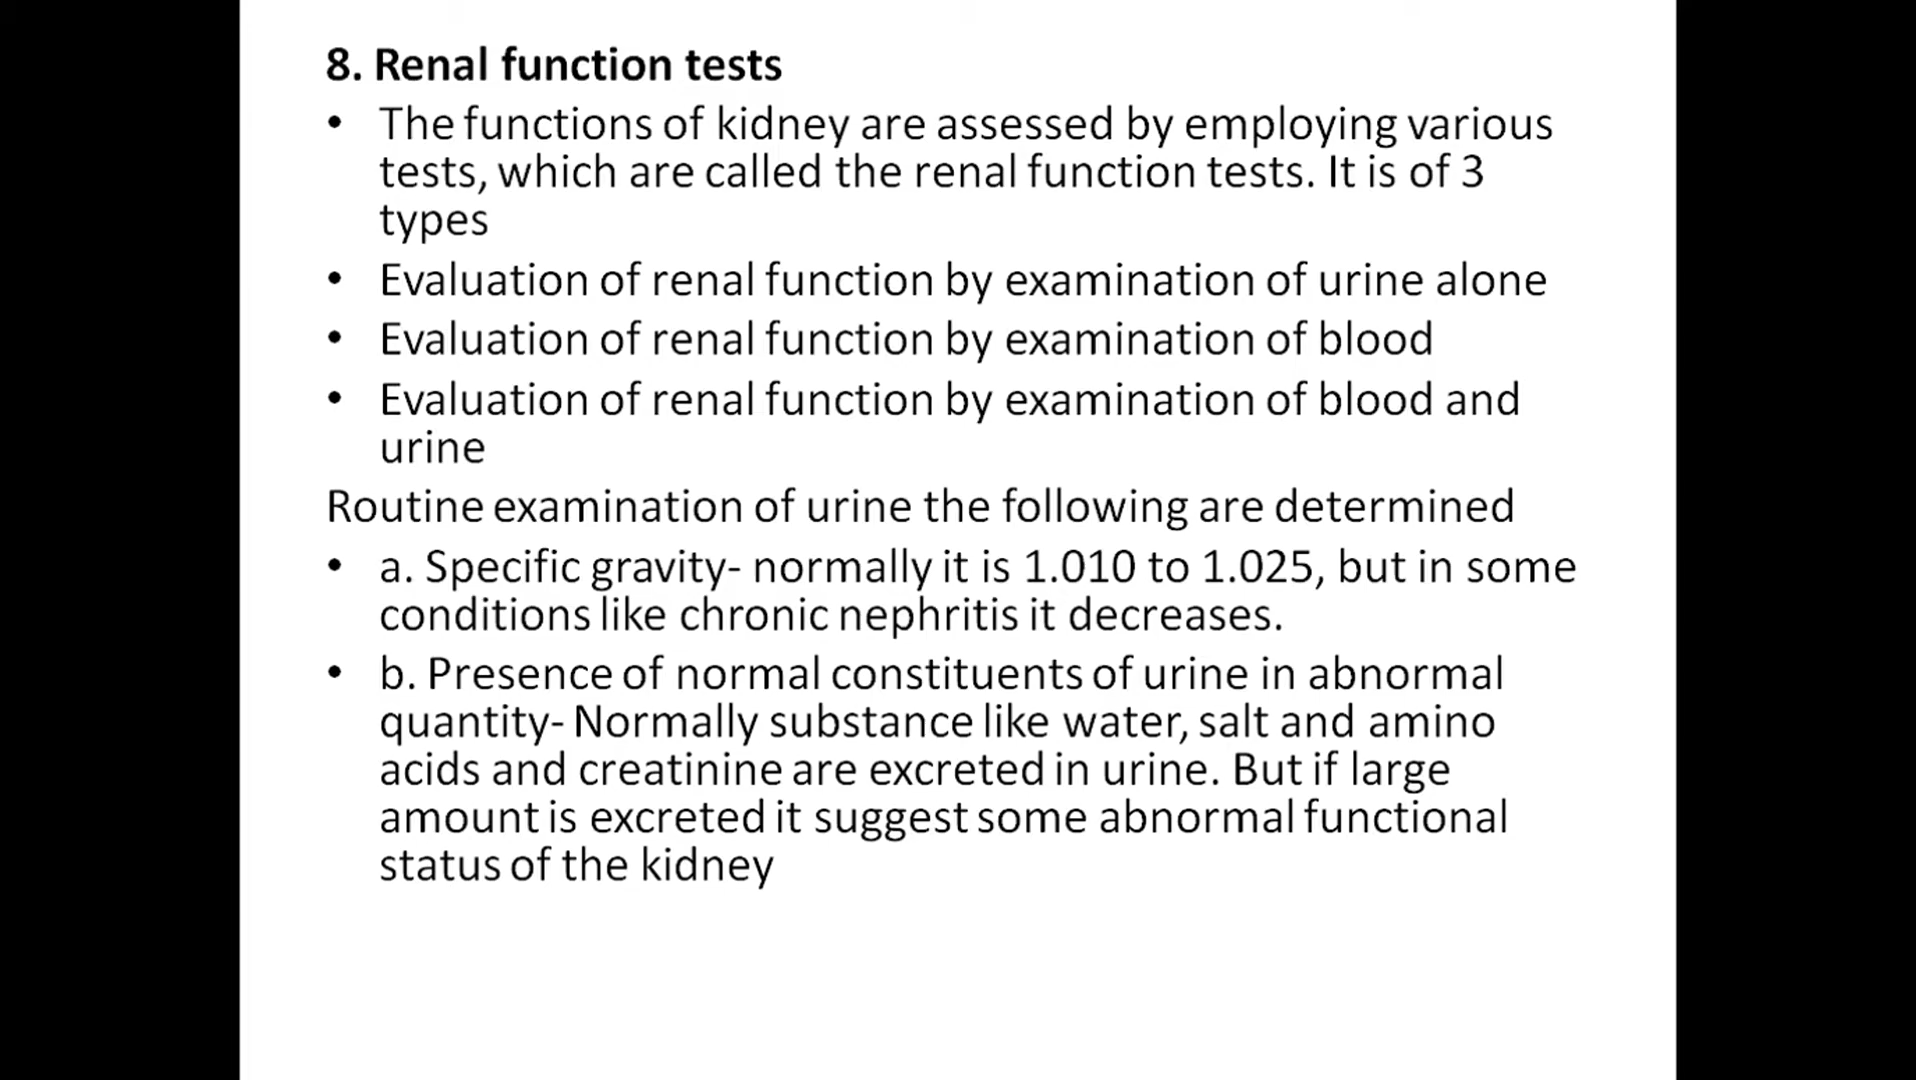 8. Renal function tests
• The functions of kidney are assessed by employing various
tests, which are called the renal function tests. It is of 3
types
• Evaluation of renal function by examination of urine alone
• Evaluation of renal function by examination of blood
• Evaluation of renal function by examination of blood and
urine
Routine examination of urine the following are determined
• a. Specific gravity- normally it is 1.010 to 1.025, but in some
conditions like chronic nephritis it decreases.
• b. Presence of normal constituents of urine in abnormal
quantity- Normally substance like water, salt and amino
acids and creatinine are excreted in urine. But if large
amount is excreted it suggest some abnormal functional
status of the kidney